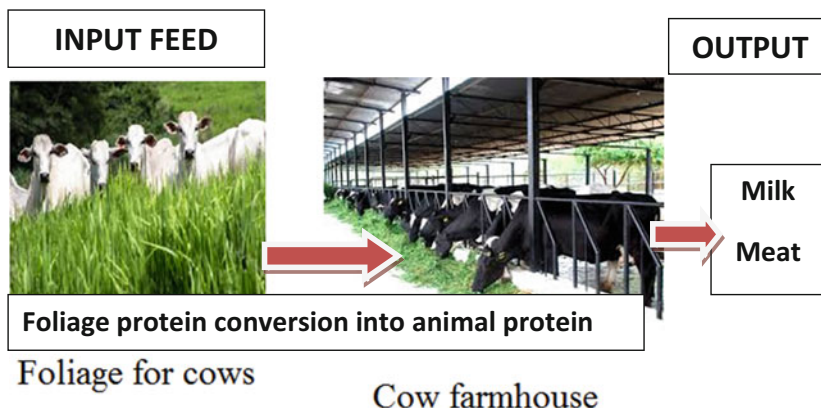 INPUT FEED
OUTPUT
Milk
Meat
Foliage protein conversion into animal protein
Foliage for cows
Cow farmhouse